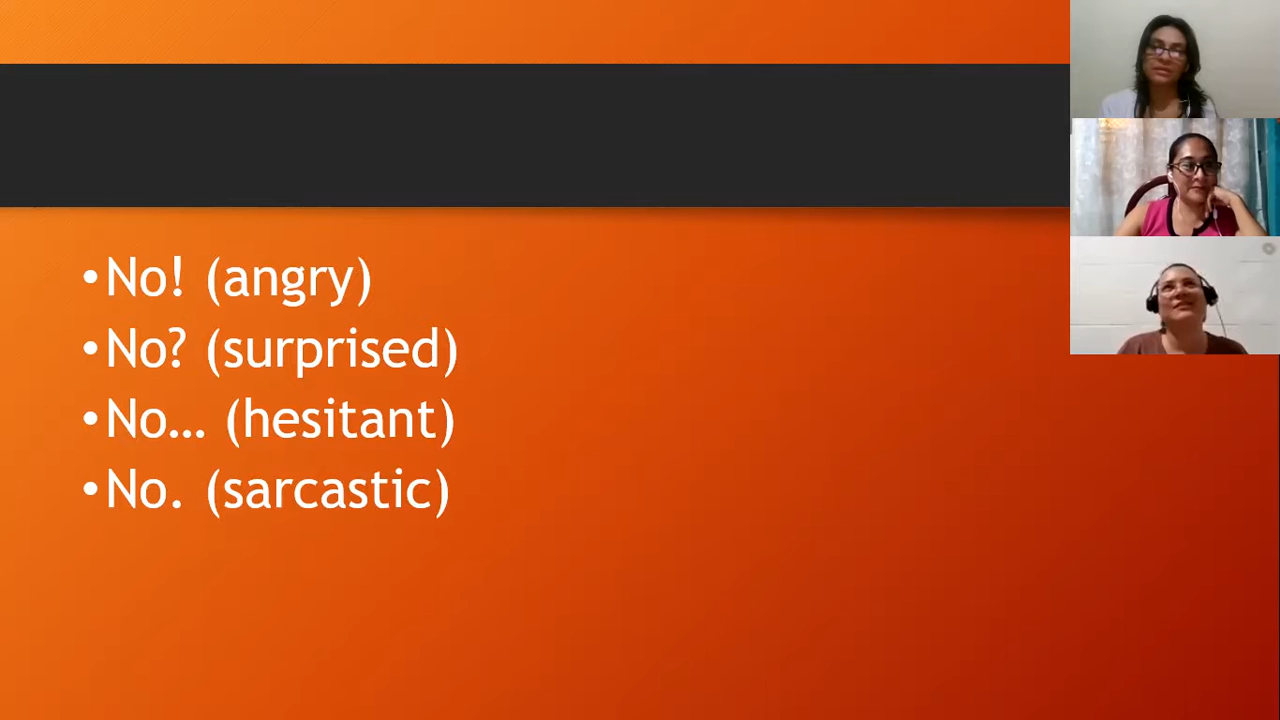 •No! (angry)
•No? (surprised)
•No... (hesitant)
•No. (sarcastic)